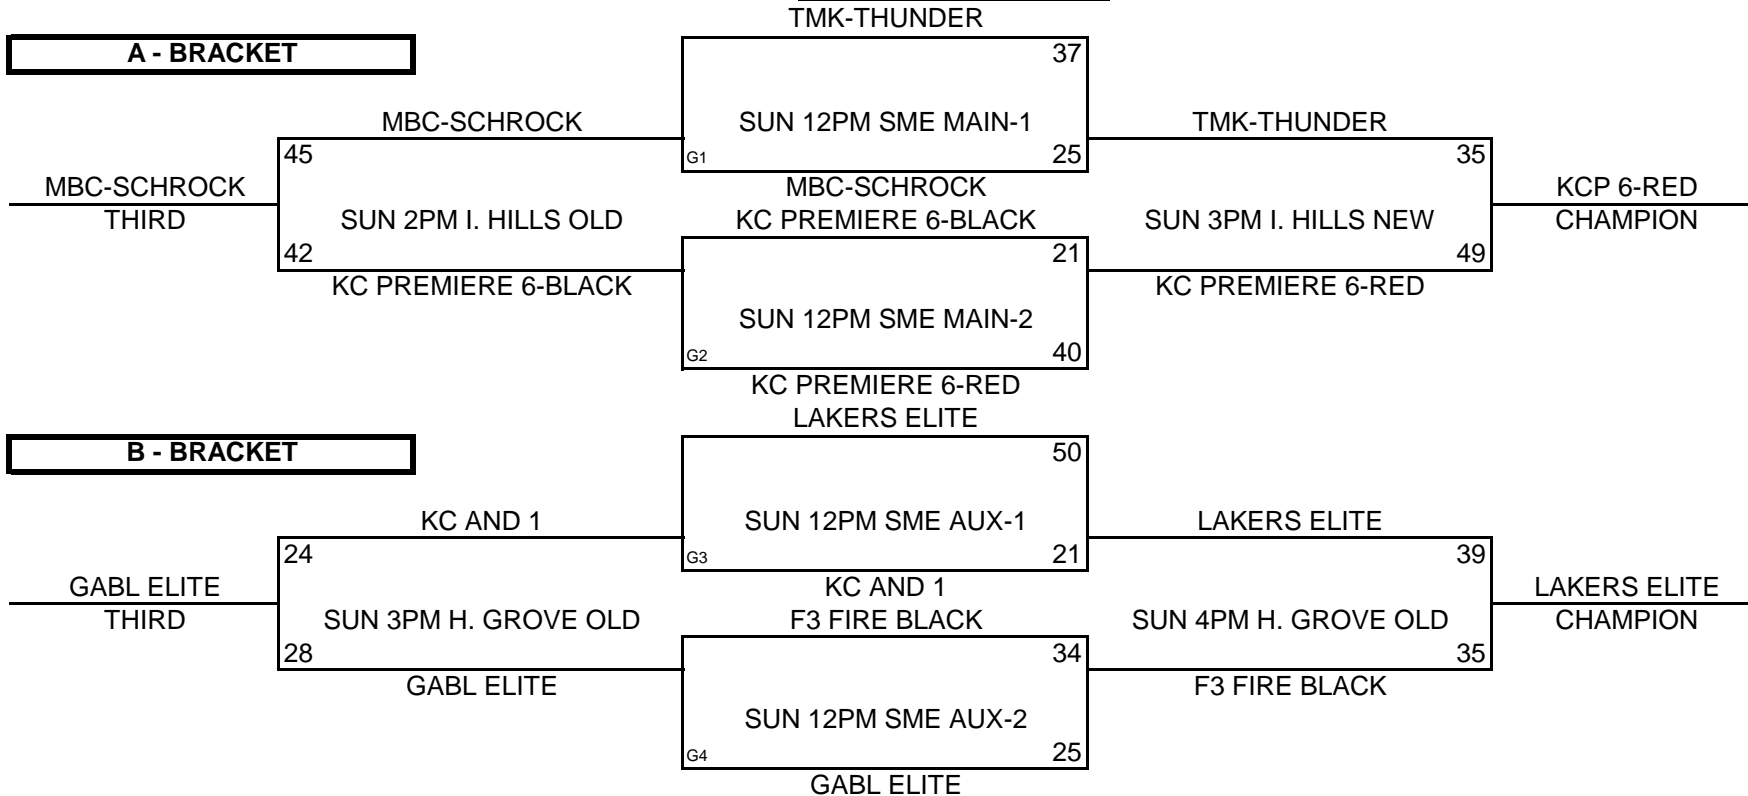 TMK-THUNDER
A - BRACKET
37
MBC-SCHROCK
SUN 12PM SME MAIN-1
TMK-THUNDER
45
G1
25
35
MBC-SCHROCK
MBC-SCHROCK
KCP 6-RED
THIRD
SUN 2PM I. HILLS OLD
KC PREMIERE 6-BLACK
SUN 3PM I. HILLS NEW
CHAMPION
42
21
49
KC PREMIERE 6-BLACK
KC PREMIERE 6-RED
SUN 12PM SME MAIN-2
G2
40
KC PREMIERE 6-RED
LAKERS ELITE
B - BRACKET
50
KC AND 1
SUN 12PM SME AUX-1
LAKERS ELITE
24
G3
21
39
GABL ELITE
KC AND 1
LAKERS ELITE
THIRD
SUN 3PM H. GROVE OLD
F3 FIRE BLACK
SUN 4PM H. GROVE OLD
CHAMPION
28
34
35
GABL ELITE
F3 FIRE BLACK
SUN 12PM SME AUX-2
G4
25
GABL ELITE